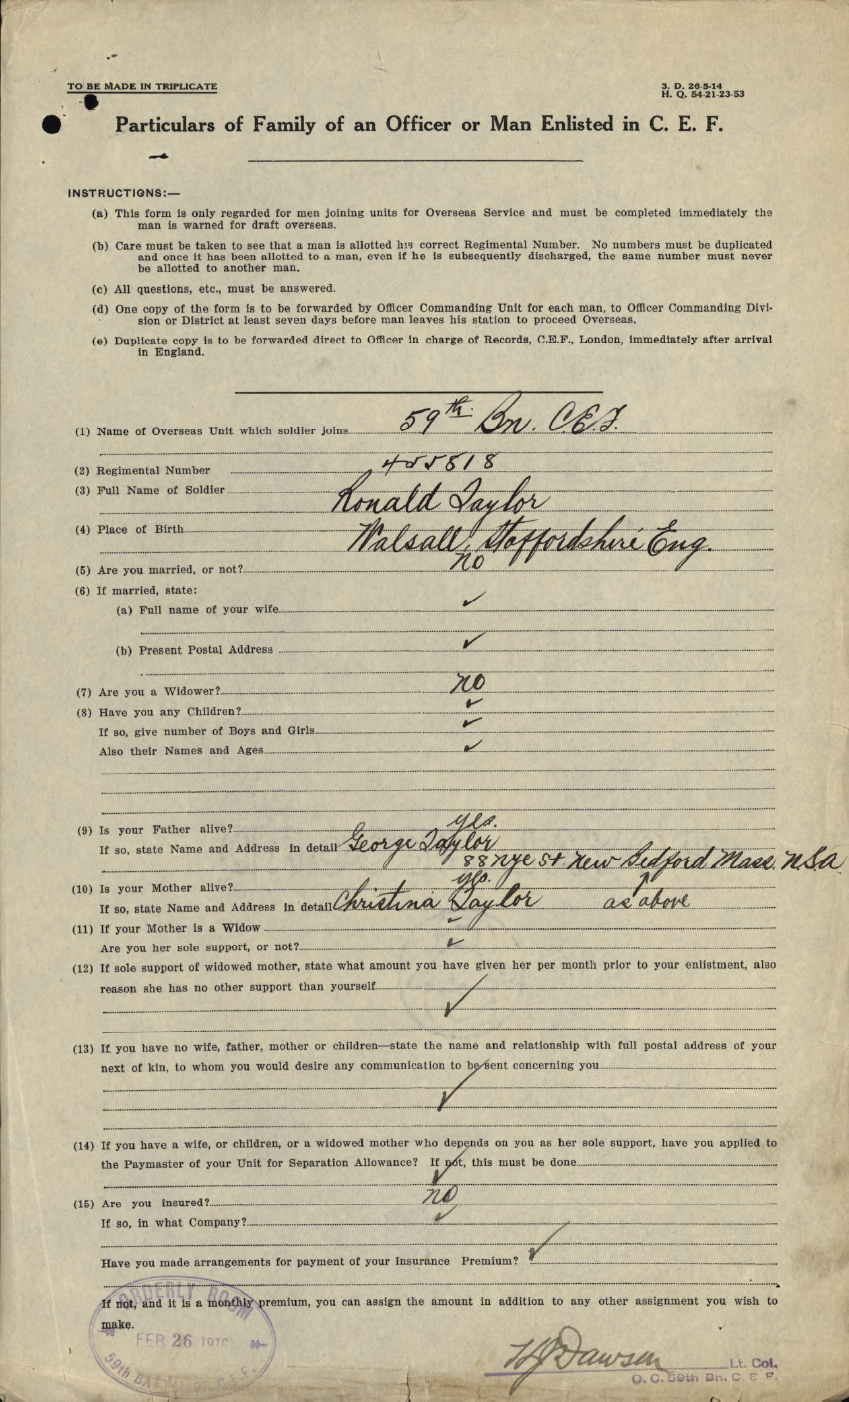 TO BE MADE IN TRIPLICATE
3. D. 26-5-14
H. Q. 54-21-23-53
Particulars of Family of an Officer or Man Enlisted in C. E. F.
INSTRUCTIONS:—
(a) This form is only regarded for men joining units for Overseas Service and must be completed immediately the
man is warned for draft overseas.
(b) Care must be taken to see that a man is allotted his correct Regimental Number. No numbers must be duplicated
and once it has been allotted to a man, even if he is subsequently discharged, the same number must never
be allotted to another man.
(c) All questions, etc., must be answered.
(d) One copy of the form is to be forwarded by Officer Commanding Unit for each man, to Officer Commanding Divi-
sion or District at least seven days before man leaves his station to proceed Overseas.
(e) Duplicate copy is to be forwarded direct to Officer in charge of Records, C.E.F., London, immediately after arrival
in England.
(1) Name of Overseas Unit which soldier joins 59th Bn. C.E.F.
(2) Regimental Number 455818
(3) Full Name of Soldier Ronald Taylor
(4) Place of Birth Walsall, Staffordshire Eng.
(5) Are you married, or not? no
(6) If married, state:
(a) Full name of your wife ✓
(b) Present Postal Address ✓
(7) Are you a Widower? no
(8) Have you any Children? ✓
If so, give number of Boys and Girls ✓
Also their Names and Ages ✓
(9) Is your Father alive? yes.
If so, state Name and Address in detail George Taylor
88 Nye St New Bedford Mass. U.S.A
(10) Is your Mother alive? yes.
If so, state Name and Address in detail Christina Taylor as above
(11) If your Mother is a Widow ✓
Are you her sole support, or not? ✓
(12) If sole support of widowed mother, state what amount you have given her per month prior to your enlistment, also
reason she has no other support than yourself ✓
(13) If you have no wife, father, mother or children—state the name and relationship with full postal address of your
next of kin, to whom you would desire any communication to be sent concerning you ✓
(14) If you have a wife, or children, or a widowed mother who depends on you as her sole support, have you applied to
the Paymaster of your Unit for Separation Allowance? If not, this must be done ✓
(15) Are you insured? no
If so, in what Company? ✓
Have you made arrangements for payment of your Insurance Premium? ✓
If not, and it is a monthly premium, you can assign the amount in addition to any other assignment you wish to
make.
ORDERLY ROOM
FEB 26 1916
59th C.E.F.
Dawson Lt. Col.
O. C. 59th Bn. C. E. F.